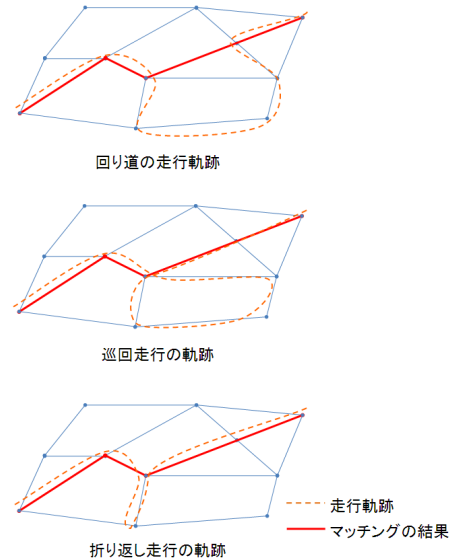 回り道の走行軌跡
巡回走行の軌跡
走行軌跡
マッチングの結果
折り返し走行の軌跡